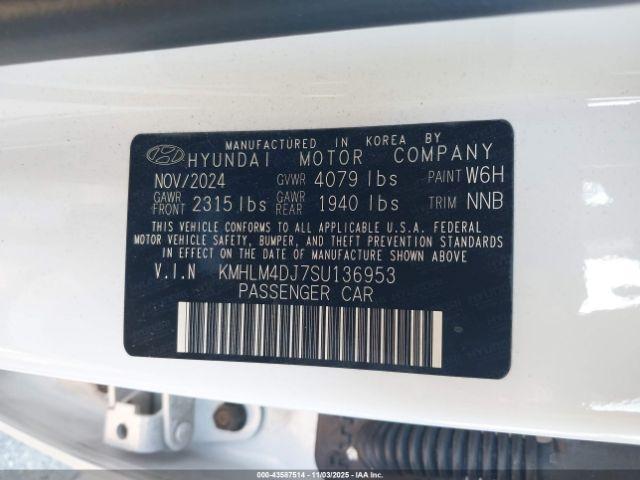 MANUFACTURED IN KOREA BY
HYUNDAI MOTOR COMPANY
NOV/2024 GVWR 4079 lbs PAINT W6H
GAWR FRONT 2315 lbs GAWR REAR 1940 lbs TRIM NNB
THIS VEHICLE CONFORMS TO ALL APPLICABLE U.S.A. FEDERAL
MOTOR VEHICLE SAFETY, BUMPER, AND THEFT PREVENTION STANDARDS
IN EFFECT ON THE DATE OF MANUFACTURE SHOWN ABOVE
V.I.N KMHLM4DJ7SU136953
PASSENGER CAR
000-43587514 - 11/03/2025 - IAAI.COM